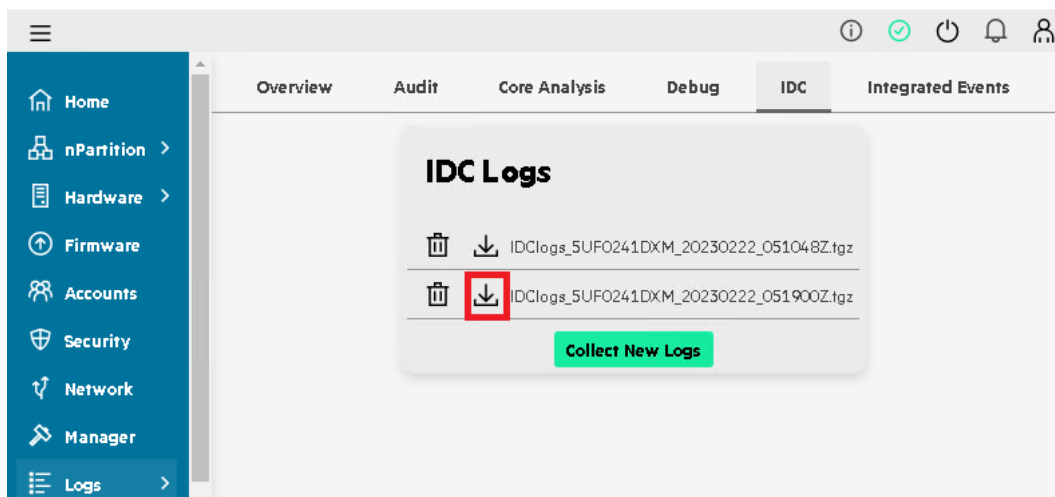 Home
nPartition
Hardware
Firmware
Accounts
Security
Network
Manager
Logs
Overview Audit Core Analysis Debug IDC Integrated Events
IDC Logs
IDClogs_5UF0241DXM_20230222_051048Z.tgz
IDClogs_5UF0241DXM_20230222_051900Z.tgz
Collect New Logs